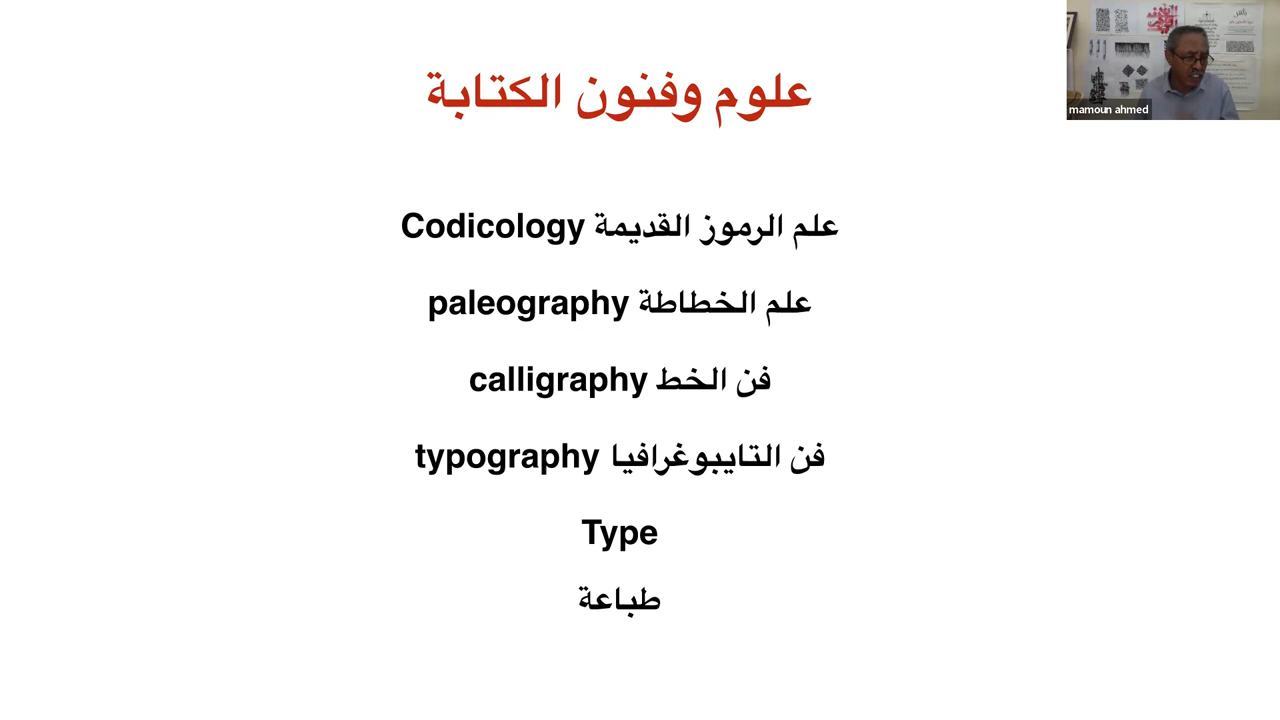 علوم وفنون الكتابة
علم الرموز القديمة Codicology
علم الخطاطة paleography
فن الخط calligraphy
فن التايبوغرافيا typography
Type
طباعة
mamoun ahmed